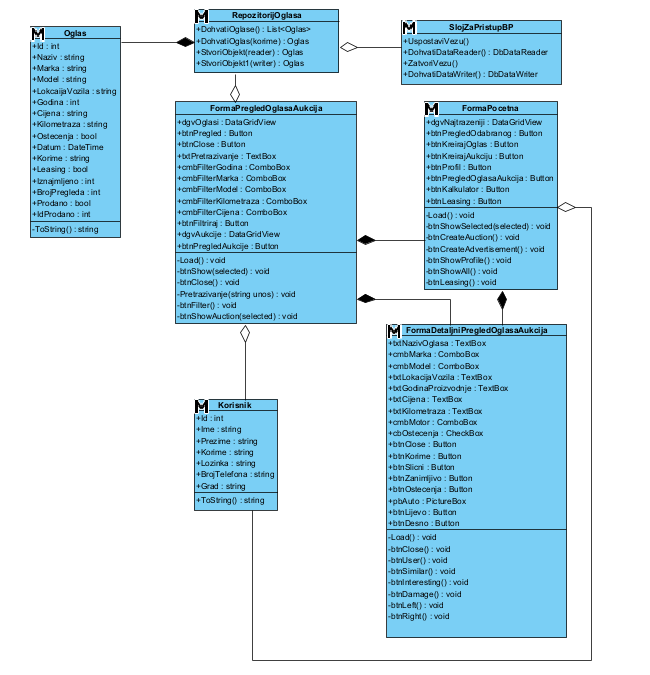 Oglas
+Id : int
+Naziv : string
+Marka : string
+Model : string
+LokcaijaVozila : string
+Godina : int
+Cijena : string
+Kilometraza : string
+Ostecenja : bool
+Datum : DateTime
+Korime : string
+Leasing : bool
+Iznajmljeno : int
+BrojPregleda : int
+Prodano : bool
+IdProdano : int
-ToString() : string
RepozitorijOglasa
+DohvatiOglase() : List<Oglas>
+DohvatiOglas(korime) : Oglas
+StvoriObjekt(reader) : Oglas
+StvoriObjekt1(writer) : Oglas
SlojZaPristupBP
+UspostaviVezu()
+DohvatiDataReader() : DbDataReader
+ZatvoriVezu()
+DohvatiDataWriter() : DbDataWriter
FormaPregledOglasaAukcija
+dgvOglasi : DataGridView
+btnPregled : Button
+btnClose : Button
+txtPretrazivanje : TextBox
+cmbFilterGodina : ComboBox
+cmbFilterMarka : ComboBox
+cmbFilterModel : ComboBox
+cmbFilterKilometraza : ComboBox
+cmbFilterCijena : ComboBox
+btnFiltriraj : Button
+dgvAukcije : DataGridView
+btnPregledAukcije : Button
-Load() : void
-btnShow(selected) : void
-btnClose() : void
-Pretrazivanje(string unos) : void
-btnFilter() : void
-btnShowAuction(selected) : void
FormaPocetna
+dgvNajtrazeniji : DataGridView
+btnPregledOdabranog : Button
+btnKreirajOglas : Button
+btnKreirajAukciju : Button
+btnProfil : Button
+btnPregledOglasaAukcija : Button
+btnKalkulator : Button
+btnLeasing : Button
-Load() : void
-btnShowSelected(selected) : void
-btnCreateAuction() : void
-btnCreateAdvertisement() : void
-btnShowProfile() : void
-btnShowAll() : void
-btnLeasing() : void
FormaDetaljniPregledOglasaAukcija
+txtNazivOglasa : TextBox
+cmbMarka : ComboBox
+cmbModel : ComboBox
+txtLokacijaVozila : TextBox
+txtGodinaProizvodnje : TextBox
+txtCijena : TextBox
+txtKilometraza : TextBox
+cmbMotor : ComboBox
+cbOstecenja : CheckBox
+btnClose : Button
+btnKorime : Button
+btnSlicni : Button
+btnZanimljivo : Button
+btnOstecenja : Button
+pbAuto : PictureBox
+btnLijevo : Button
+btnDesno : Button
-Load() : void
-btnClose() : void
-btnUser() : void
-btnSimilar() : void
-btnInteresting() : void
-btnDamage() : void
-btnLeft() : void
-btnRight() : void
Korisnik
+Id : int
+Ime : string
+Prezime : string
+Korime : string
+Lozinka : string
+BrojTelefona : string
+Grad : string
+ToString() : string